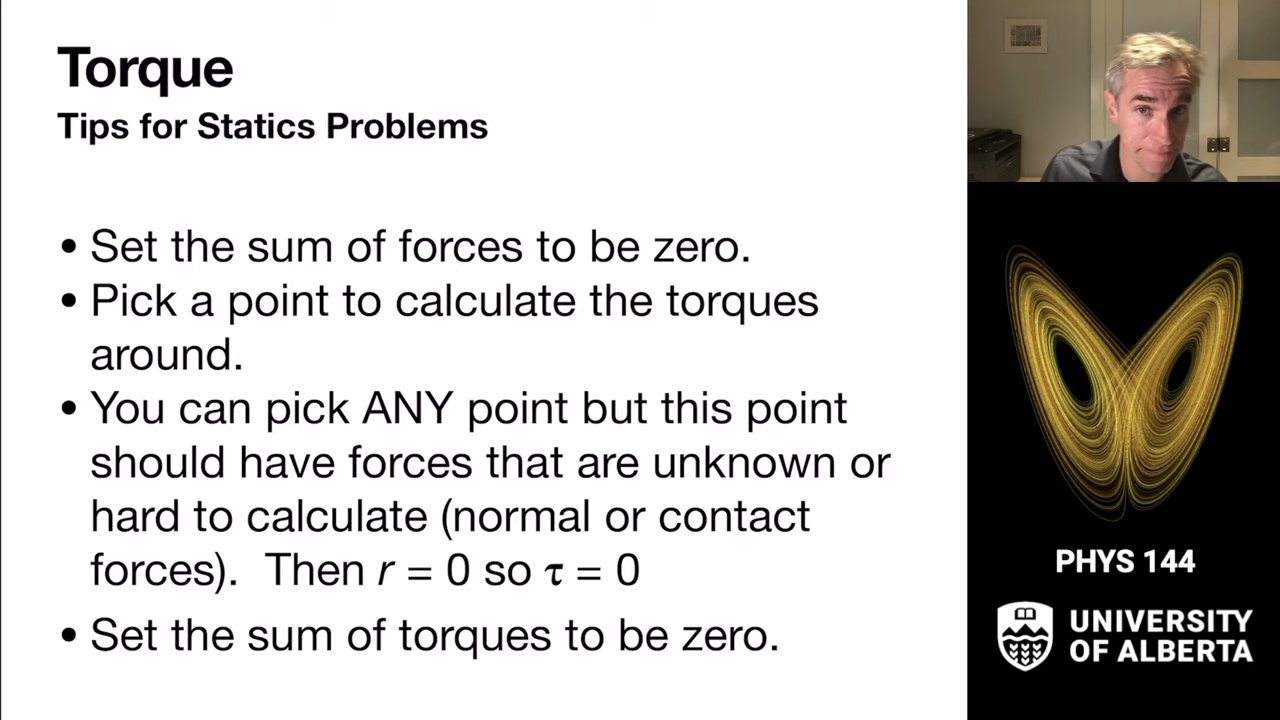 Torque
Tips for Statics Problems
• Set the sum of forces to be zero.
• Pick a point to calculate the torques
around.
• You can pick ANY point but this point
should have forces that are unknown or
hard to calculate (normal or contact
forces).  Then r = 0 so τ = 0
• Set the sum of torques to be zero.
PHYS 144
UNIVERSITY
OF ALBERTA